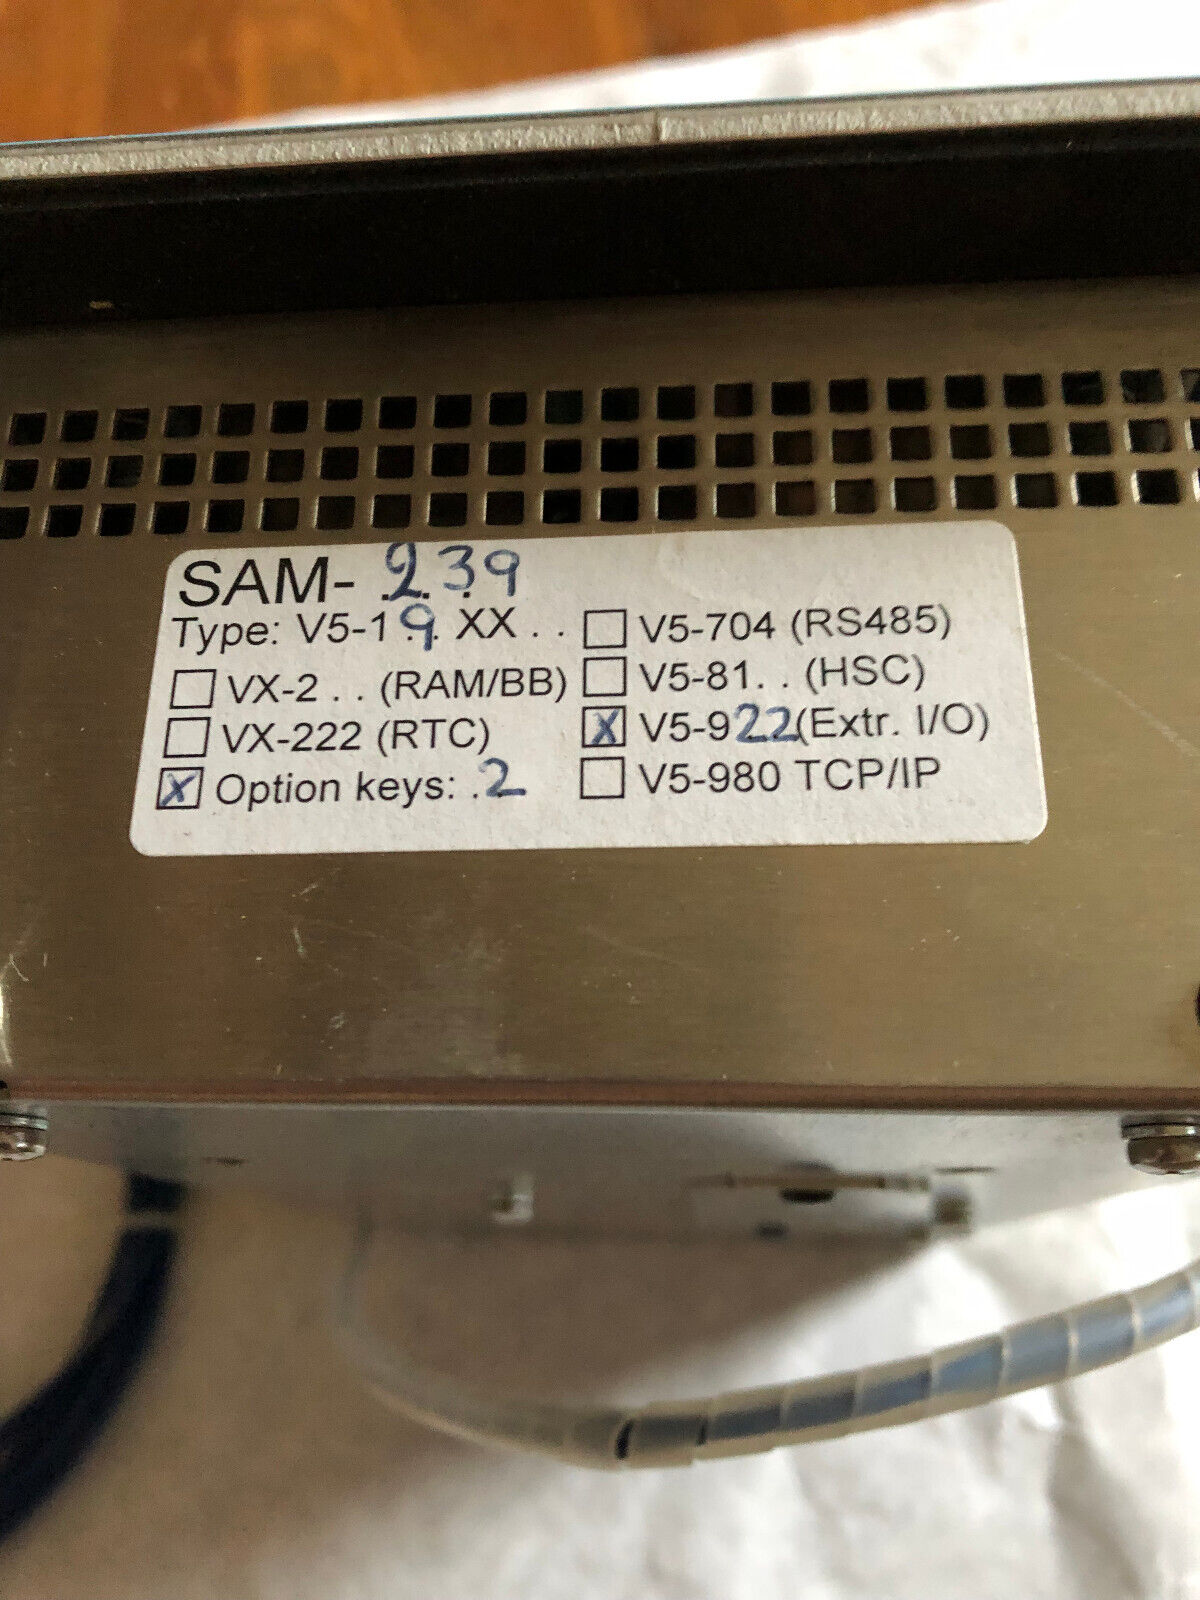 SAM- 239
Type: V5-19.. XX . .
VX-2 . . (RAM/BB)
VX-222 (RTC)
X Option keys: .2
V5-704 (RS485)
V5-81. . (HSC)
X V5-922 (Extr. I/O)
V5-980 TCP/IP